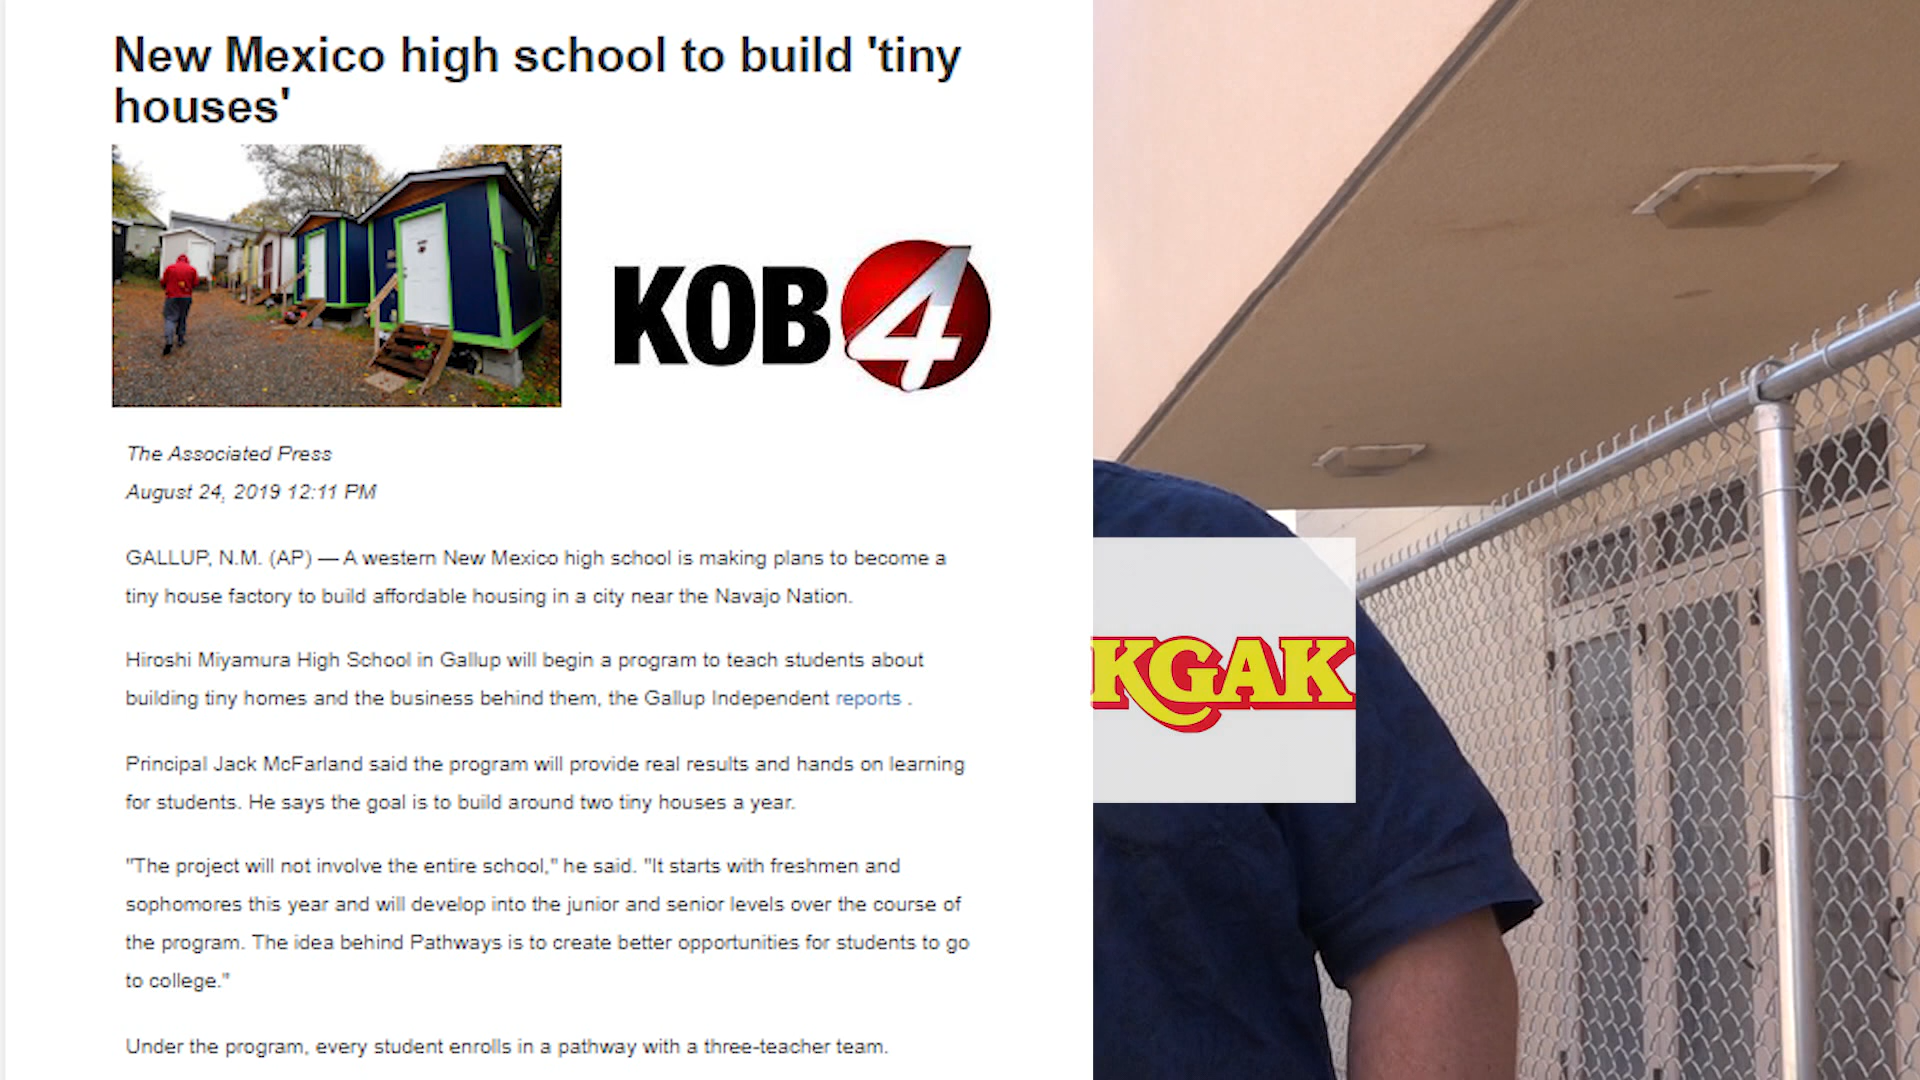 New Mexico high school to build 'tiny
houses'
KOB 4
The Associated Press
August 24, 2019 12:11 PM
GALLUP, N.M. (AP) — A western New Mexico high school is making plans to become a
tiny house factory to build affordable housing in a city near the Navajo Nation.
Hiroshi Miyamura High School in Gallup will begin a program to teach students about
building tiny homes and the business behind them, the Gallup Independent reports .
Principal Jack McFarland said the program will provide real results and hands on learning
for students. He says the goal is to build around two tiny houses a year.
"The project will not involve the entire school," he said. "It starts with freshmen and
sophomores this year and will develop into the junior and senior levels over the course of
the program. The idea behind Pathways is to create better opportunities for students to go
to college."
Under the program, every student enrolls in a pathway with a three-teacher team.
KGAK